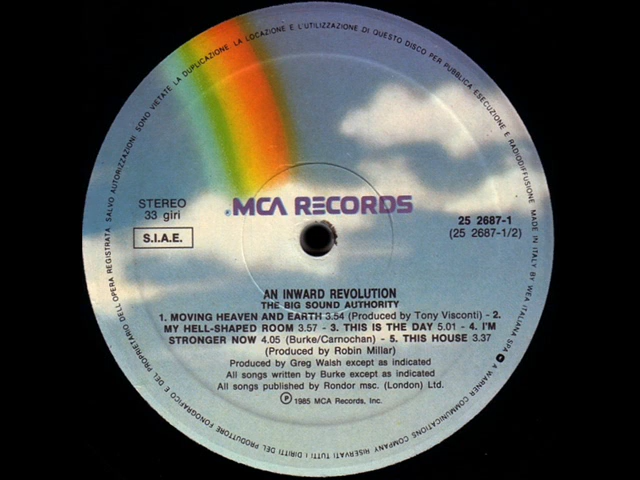 SONO VIETATE LA DUPLICAZIONE, LA LOCAZIONE E L'UTILIZZAZIONE DI QUESTO DISCO PER PUBBLICA ESECUZIONE E RADIODIFFUSIONE
MADE IN ITALY BY WEA ITALIANA SPA A WARNER COMMUNICATIONS COMPANY
RISERVATI TUTTI I DIRITTI DEL PRODUTTORE FONOGRAFICO E DEL PROPRIETARIO DELL'OPERA REGISTRATA. SALVO AUTORIZZAZIONI,
MCA RECORDS
STEREO
33 giri
S.I.A.E.
25 2687-1
(25 2687-1/2)
AN INWARD REVOLUTION
THE BIG SOUND AUTHORITY
1. MOVING HEAVEN AND EARTH 3.54 (Produced by Tony Visconti) - 2.
MY HELL-SHAPED ROOM 3.57 - 3. THIS IS THE DAY 5.01 - 4. I'M
STRONGER NOW 4.05 (Burke/Carnochan) - 5. THIS HOUSE 3.37
(Produced by Robin Millar)
Produced by Greg Walsh except as indicated
All songs written by Burke except as indicated
All songs published by Rondor msc. (London) Ltd.
Ⓟ 1985 MCA Records, Inc.